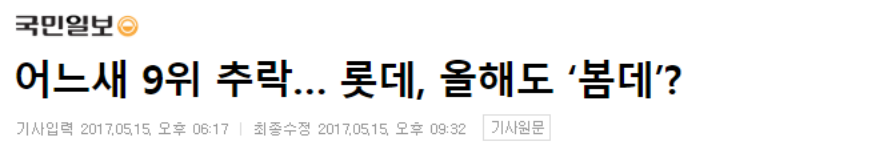 국민일보
어느새 9위 추락... 롯데, 올해도 ‘봄데’?
기사입력 2017.05.15. 오후 06:17 | 최종수정 2017.05.15. 오후 09:32 기사원문